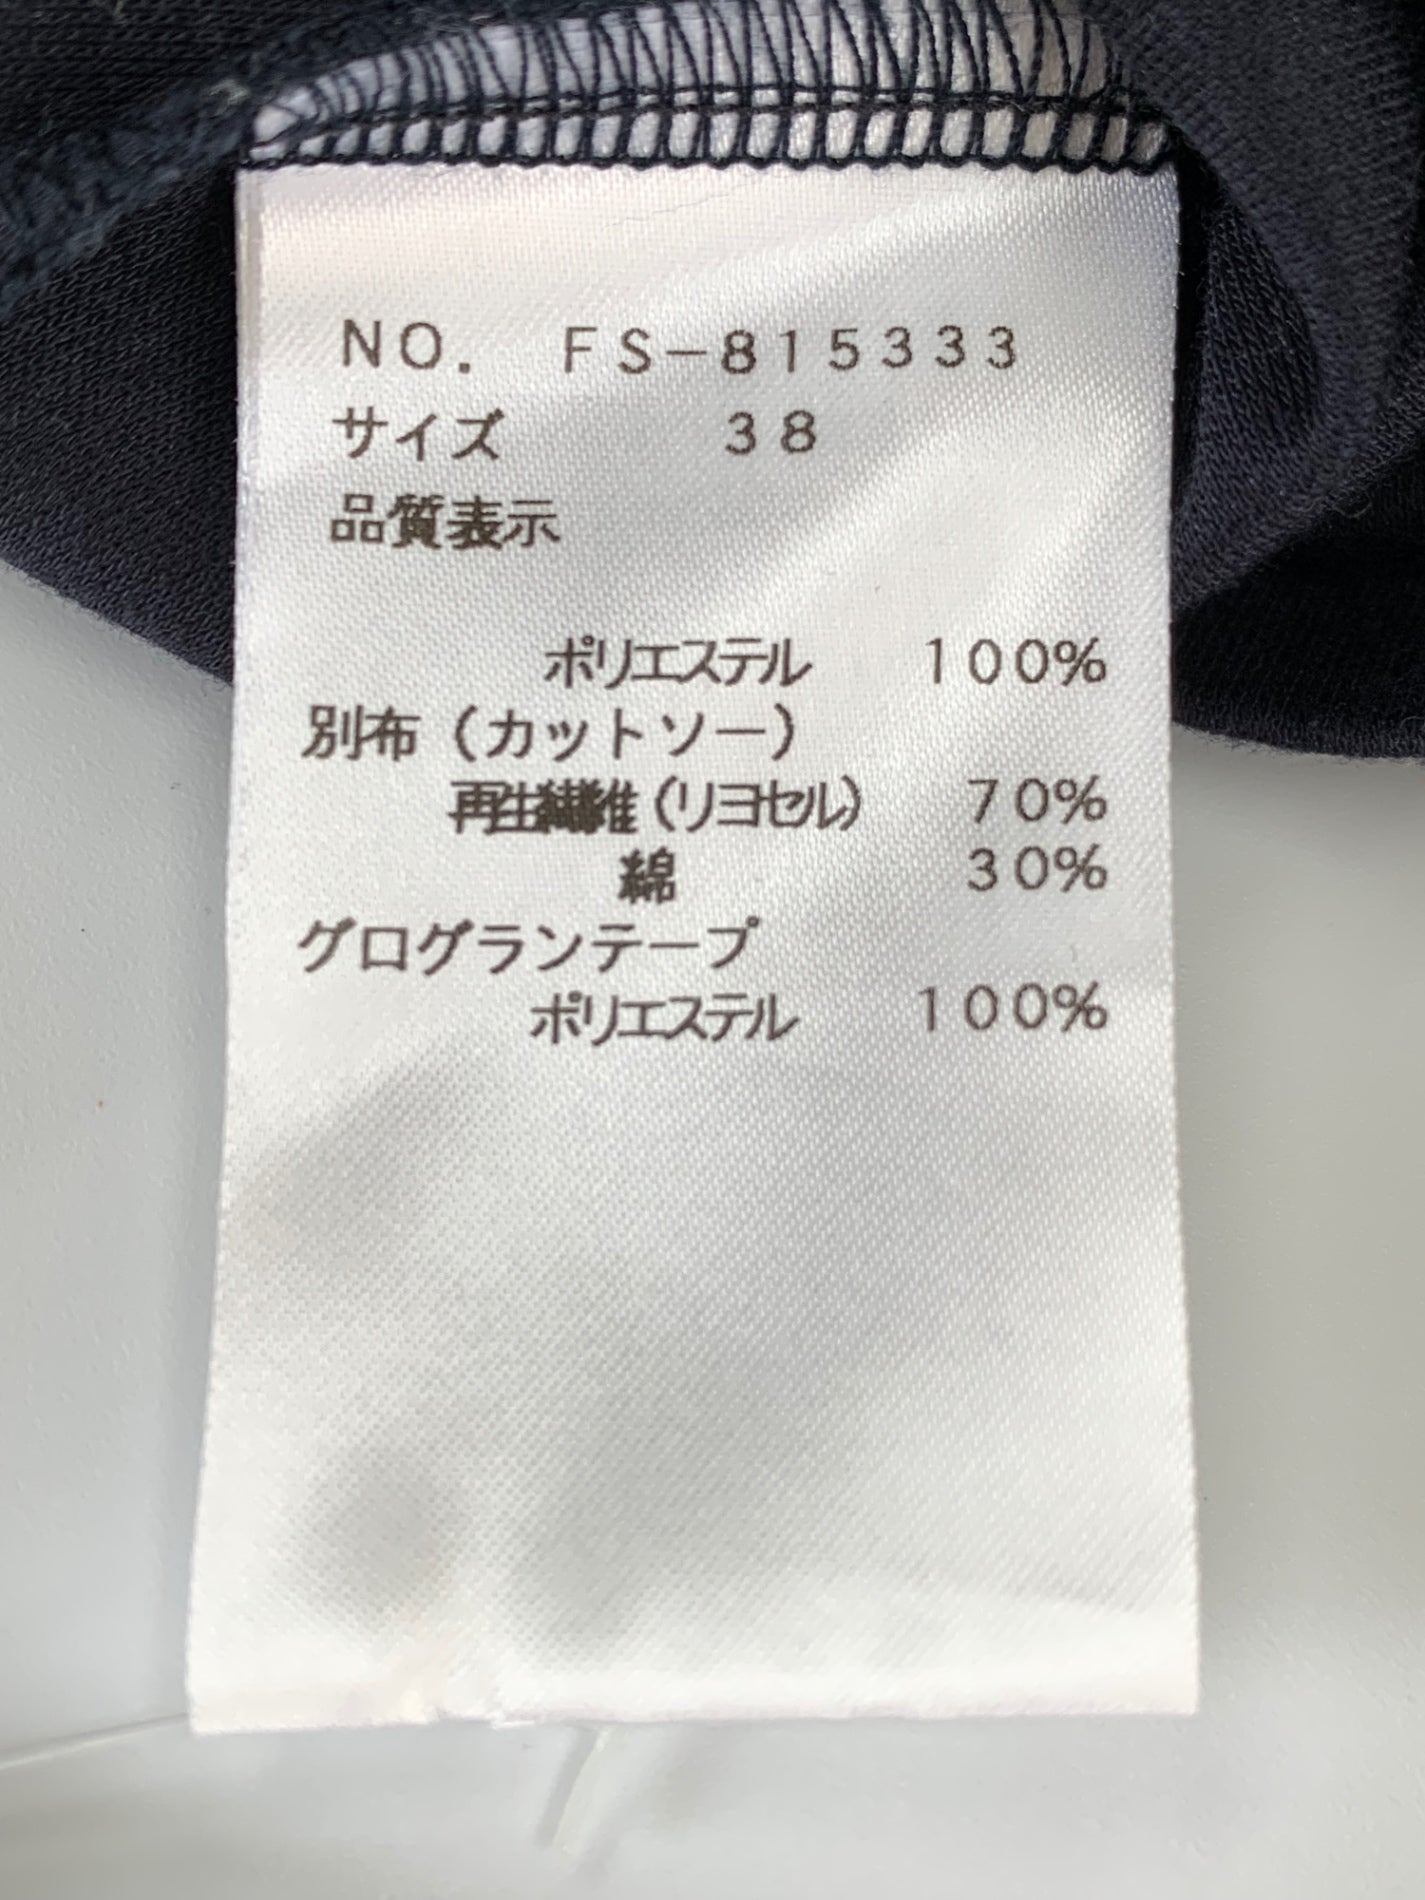 NO. FS-815333
サイズ 38
品質表示
ポリエステル 100%
別布(カットソー)
再生繊維(リヨセル) 70%
綿 30%
グログランテープ
ポリエステル 100%